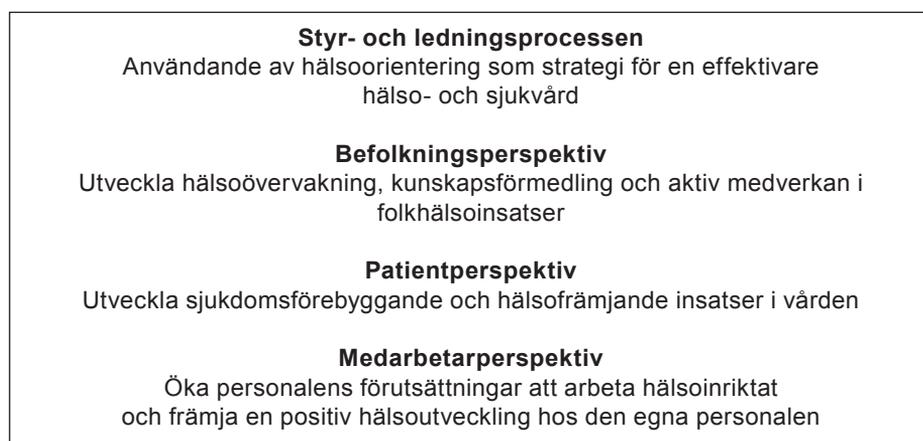 Styr- och ledningsprocessen
Användande av hälsoorientering som strategi för en effektivare
hälso- och sjukvård
Befolkningsperspektiv
Utveckla hälsoövervakning, kunskapsförmedling och aktiv medverkan i
folkhälsoinsatser
Patientperspektiv
Utveckla sjukdomsförebyggande och hälsofrämjande insatser i vården
Medarbetarperspektiv
Öka personalens förutsättningar att arbeta hälsoinriktat
och främja en positiv hälsoutveckling hos den egna personalen